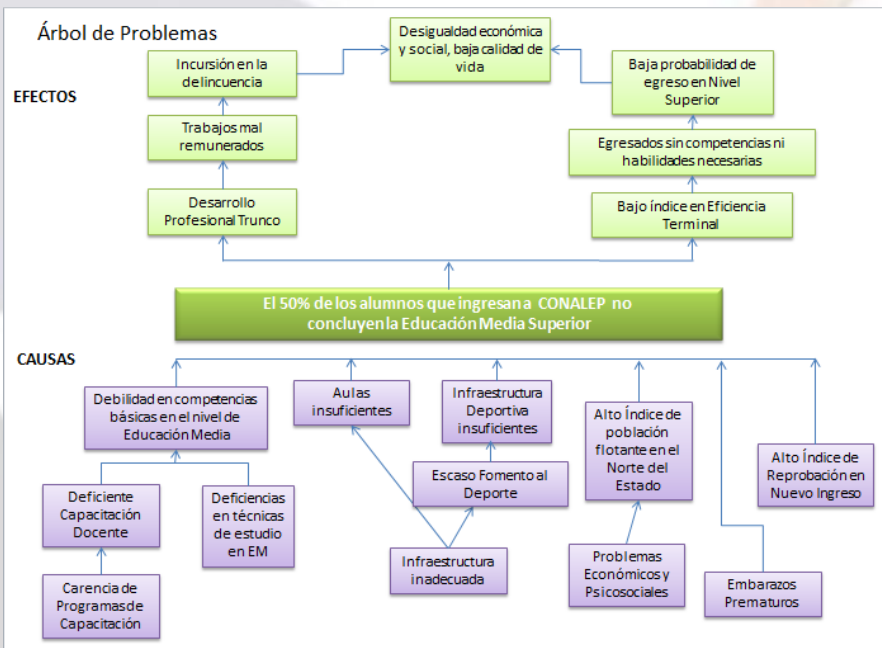 Árbol de Problemas
Desigualdad económica
y social, baja calidad de
vida
Incursión en la
delincuencia
Baja probabilidad de
egreso en Nivel
Superior
EFECTOS
Trabajos mal
remunerados
Egresados sin competencias ni
habilidades necesarias
Desarrollo
Profesional Trunco
Bajo índice en Eficiencia
Terminal
El 50% de los alumnos que ingresan a CONALEP no
concluyen la Educación Media Superior
CAUSAS
Debilidad en competencias
básicas en el nivel de
Educación Media
Aulas
insuficientes
Infraestructura
Deportiva
insuficientes
Alto Índice de
población
flotante en el
Norte del
Estado
Alto Índice de
Reprobación en
Nuevo Ingreso
Escaso Fomento al
Deporte
Deficiente
Capacitación
Docente
Deficiencias
en técnicas
de estudio
en EM
Infraestructura
inadecuada
Problemas
Económicos y
Psicosociales
Embarazos
Prematuros
Carencia de
Programas de
Capacitación